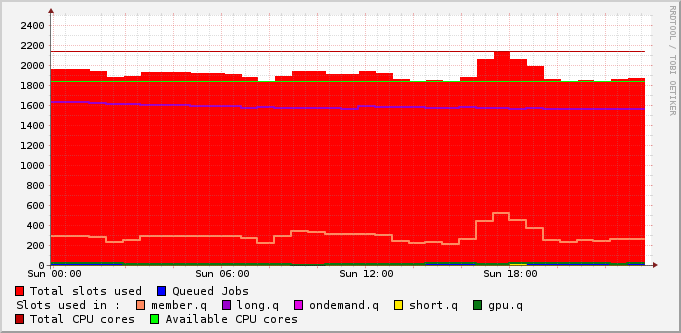 RRDTOOL / TOBI OETIKER
2400
2200
2000
1800
1600
1400
1200
1000
800
600
400
200
0
Sun 00:00 Sun 06:00 Sun 12:00 Sun 18:00
Total slots used Queued Jobs
Slots used in : member.q long.q ondemand.q short.q gpu.q
Total CPU cores Available CPU cores